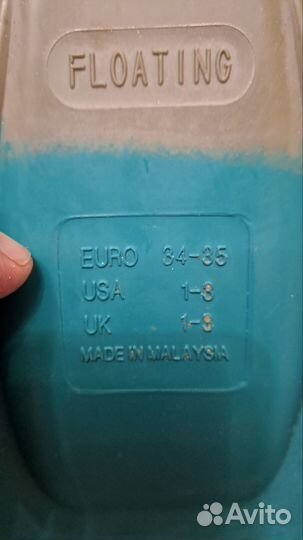 FLOATING
EURO 34-35
USA 1-3
UK 1-3
MADE IN MALAYSIA
Avito